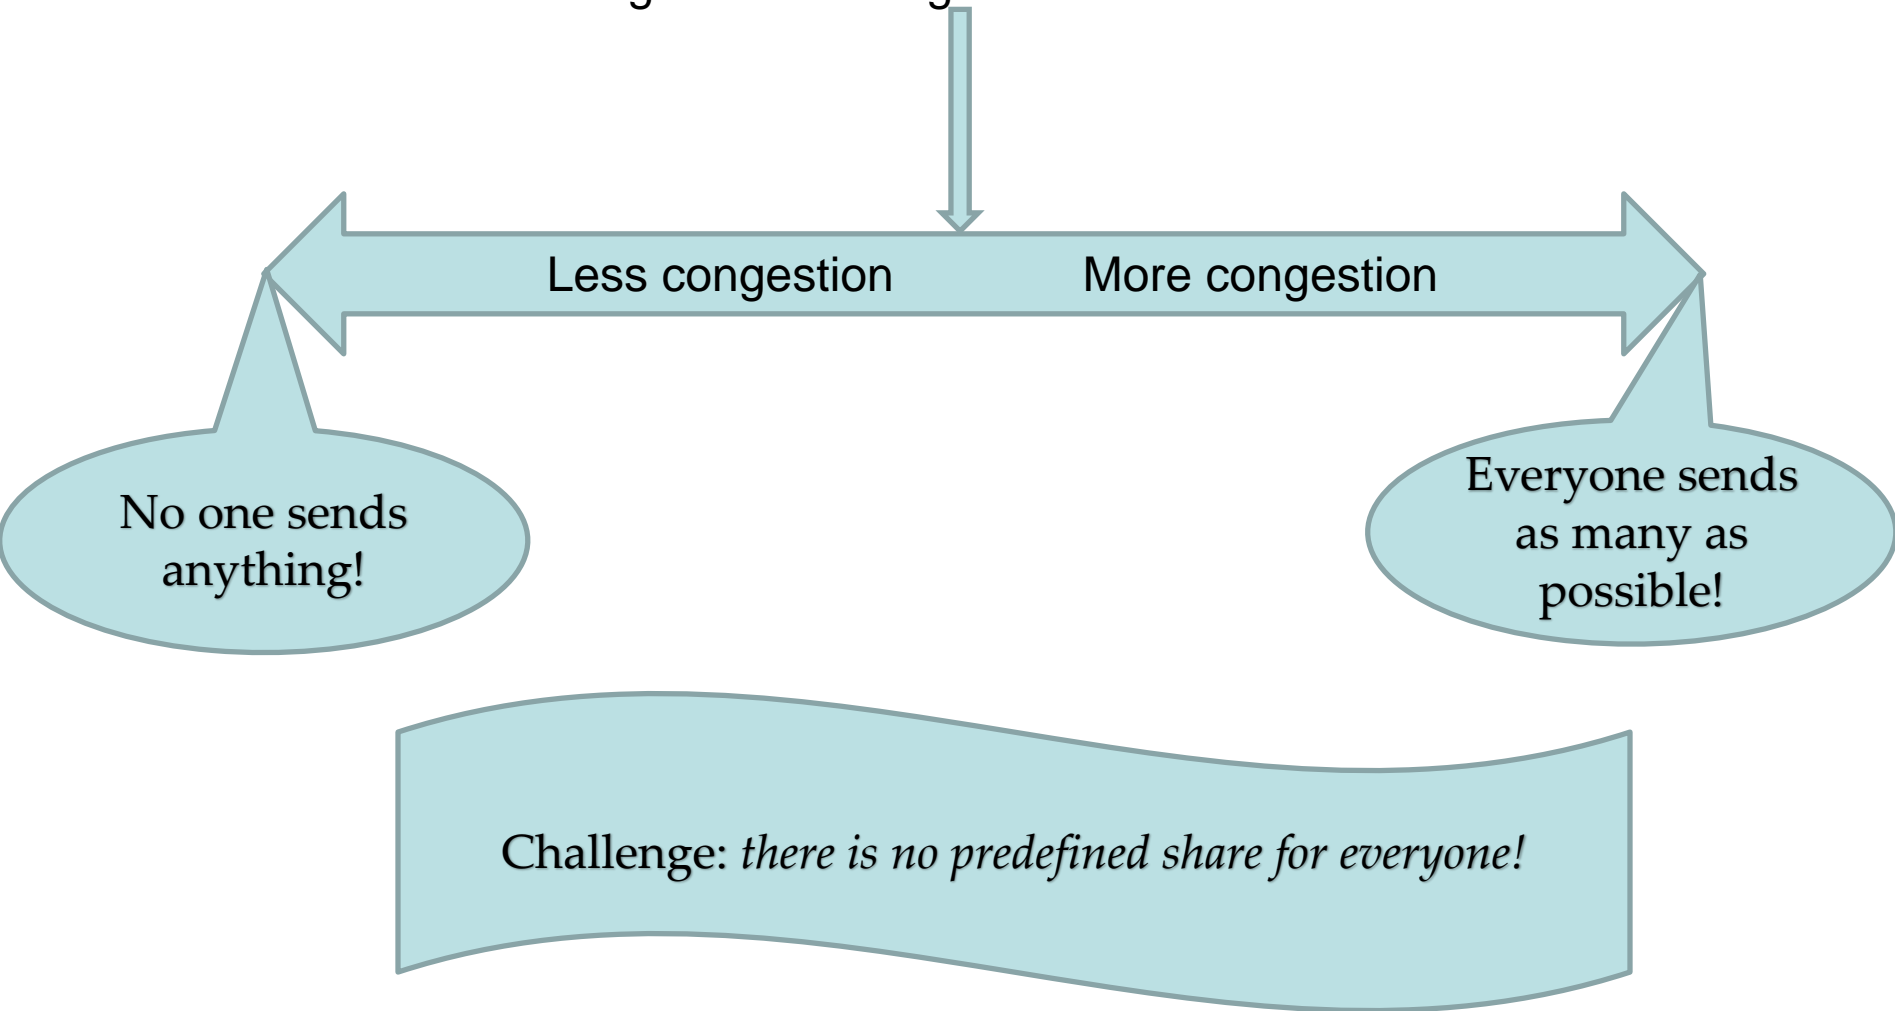 Less congestion More congestion
No one sends
anything!
Everyone sends
as many as
possible!
Challenge: there is no predefined share for everyone!